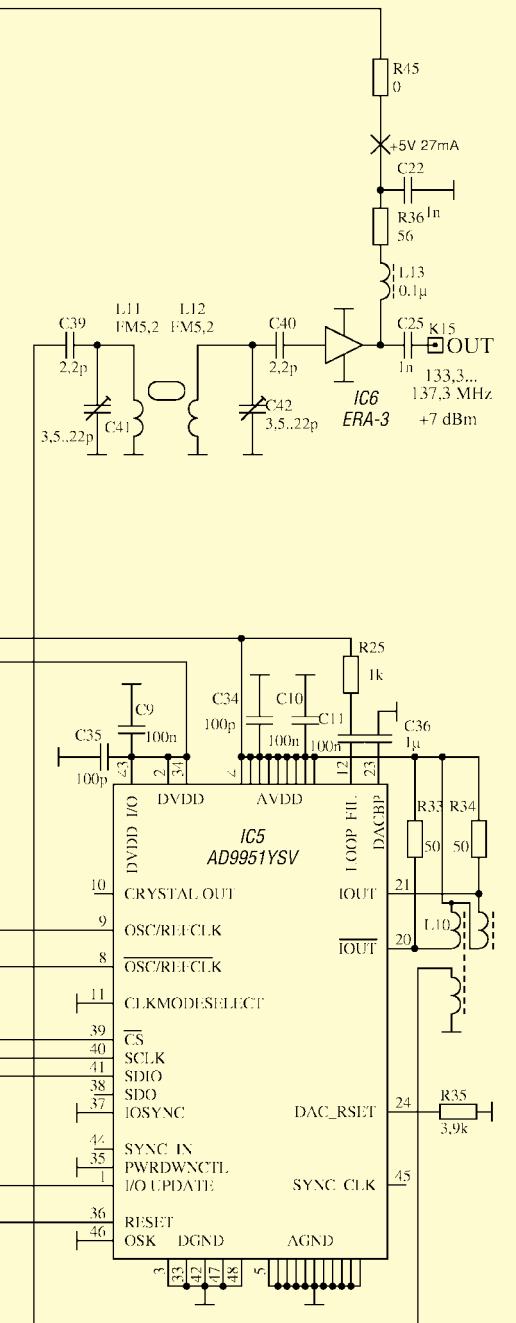 R45
0
+5V 27mA
C22
1n
R36
56
L13
0.1µ
L11
FM5,2
L12
FM5,2
C39
2,2p
C40
2,2p
C25
1n
K15
OUT
133,3...
137,3 MHz
+7 dBm
IC6
ERA-3
C41
3,5..22p
C42
3,5..22p
R25
1k
C9
100n
C34
100p
C10
100n
C11
100n
C36
1µ
C35
100p
43
2
34
4
12
23
DVDD I/O
DVDD
AVDD
LOOP FIL
DACBP
R33
50
R34
50
IC5
AD9951YSV
10
CRYSTAL OUT
IOUT
21
9
OSC/REFCLK
L10
IOUT
20
8
OSC/REFCLK
11
CLKMODESELECT
39
CS
40
SCLK
41
SDIO
38
SDO
37
IOSYNC
DAC_RSET
24
R35
3,9k
44
SYNC IN
35
PWRDWNCTL
1
I/O UPDATE
SYNC CLK
45
36
RESET
46
OSK
DGND
AGND
3
33
42
47
48
5